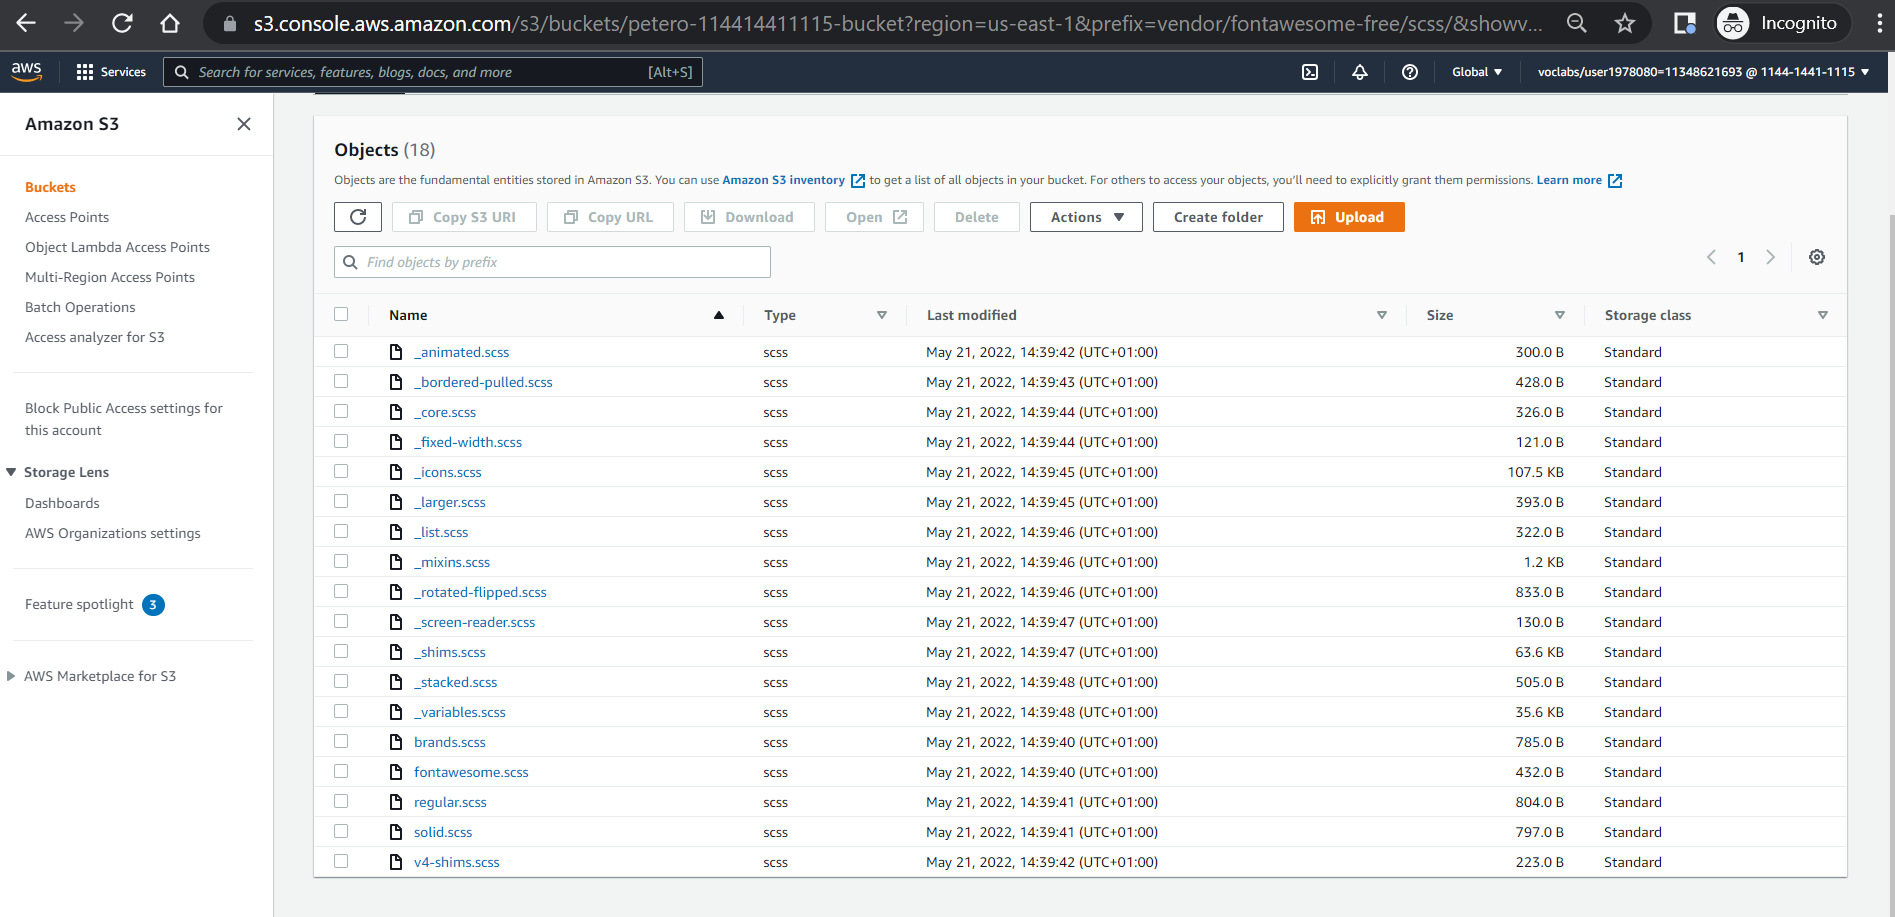 s3.console.aws.amazon.com/s3/buckets/petero-114414411115-bucket?region=us-east-1&prefix=vendor/fontawesome-free/scss/&showv...
Incognito
aws
Services
Search for services, features, blogs, docs, and more
[Alt+S]
Global
voclabs/user1978080=11348621693 @ 1144-1441-1115
Amazon S3
Buckets
Access Points
Object Lambda Access Points
Multi-Region Access Points
Batch Operations
Access analyzer for S3
Block Public Access settings for
this account
Storage Lens
Dashboards
AWS Organizations settings
Feature spotlight 3
AWS Marketplace for S3
Objects (18)
Objects are the fundamental entities stored in Amazon S3. You can use Amazon S3 inventory to get a list of all objects in your bucket. For others to access your objects, you'll need to explicitly grant them permissions. Learn more
Copy S3 URI Copy URL Download Open Delete Actions Create folder Upload
Find objects by prefix
1
Name Type Last modified Size Storage class
_animated.scss scss May 21, 2022, 14:39:42 (UTC+01:00) 300.0 B Standard
_bordered-pulled.scss scss May 21, 2022, 14:39:43 (UTC+01:00) 428.0 B Standard
_core.scss scss May 21, 2022, 14:39:44 (UTC+01:00) 326.0 B Standard
_fixed-width.scss scss May 21, 2022, 14:39:44 (UTC+01:00) 121.0 B Standard
_icons.scss scss May 21, 2022, 14:39:45 (UTC+01:00) 107.5 KB Standard
_larger.scss scss May 21, 2022, 14:39:45 (UTC+01:00) 393.0 B Standard
_list.scss scss May 21, 2022, 14:39:46 (UTC+01:00) 322.0 B Standard
_mixins.scss scss May 21, 2022, 14:39:46 (UTC+01:00) 1.2 KB Standard
_rotated-flipped.scss scss May 21, 2022, 14:39:46 (UTC+01:00) 833.0 B Standard
_screen-reader.scss scss May 21, 2022, 14:39:47 (UTC+01:00) 130.0 B Standard
_shims.scss scss May 21, 2022, 14:39:47 (UTC+01:00) 63.6 KB Standard
_stacked.scss scss May 21, 2022, 14:39:48 (UTC+01:00) 505.0 B Standard
_variables.scss scss May 21, 2022, 14:39:48 (UTC+01:00) 35.6 KB Standard
brands.scss scss May 21, 2022, 14:39:40 (UTC+01:00) 785.0 B Standard
fontawesome.scss scss May 21, 2022, 14:39:40 (UTC+01:00) 432.0 B Standard
regular.scss scss May 21, 2022, 14:39:41 (UTC+01:00) 804.0 B Standard
solid.scss scss May 21, 2022, 14:39:41 (UTC+01:00) 797.0 B Standard
v4-shims.scss scss May 21, 2022, 14:39:42 (UTC+01:00) 223.0 B Standard